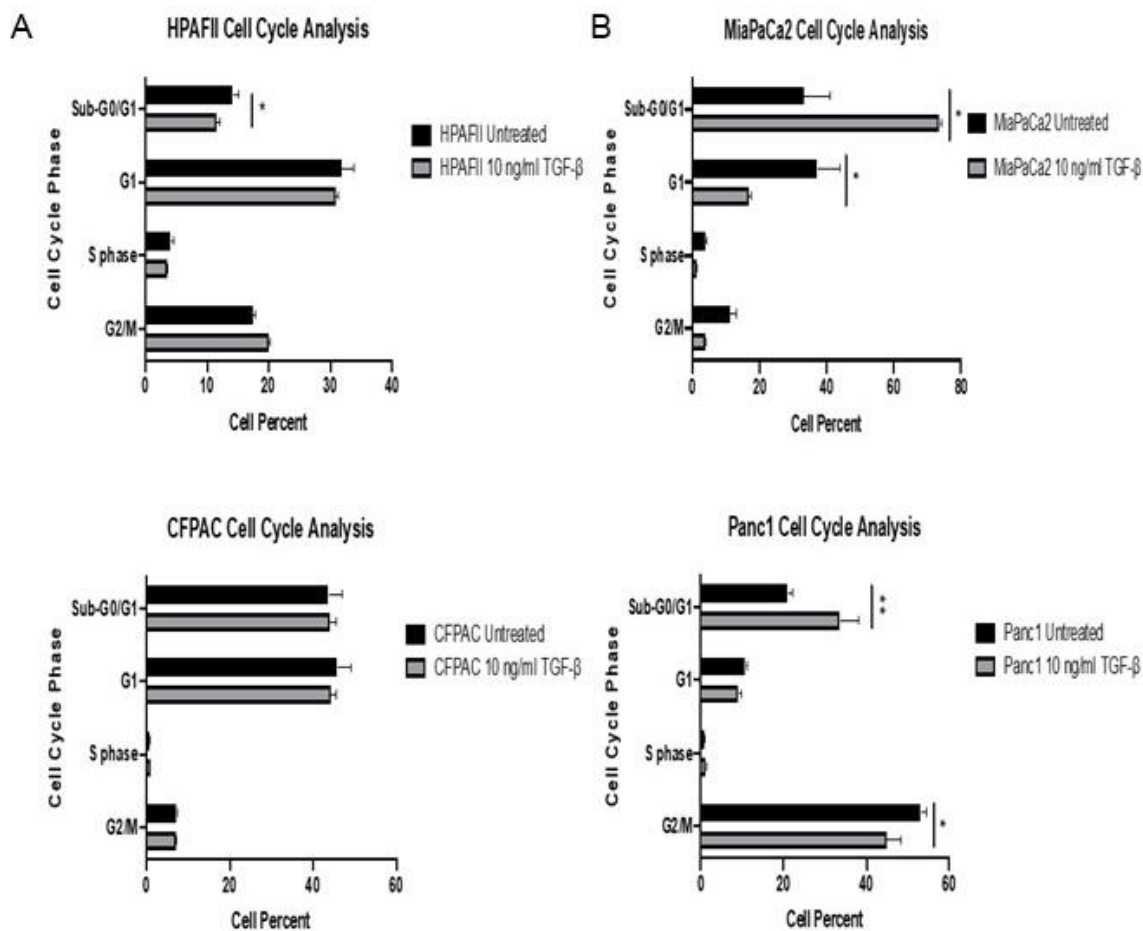 A
HPAFII Cell Cycle Analysis
Cell Cycle Phase
Sub-G0/G1
G1
S phase
G2/M
*
HPAFII Untreated
HPAFII 10 ng/ml TGF-β
0 10 20 30 40
Cell Percent
B
MiaPaCa2 Cell Cycle Analysis
Cell Cycle Phase
Sub-G0/G1
G1
S phase
G2/M
*
*
MiaPaCa2 Untreated
MiaPaCa2 10 ng/ml TGF-β
0 20 40 60 80
Cell Percent
CFPAC Cell Cycle Analysis
Cell Cycle Phase
Sub-G0/G1
G1
S phase
G2/M
CFPAC Untreated
CFPAC 10 ng/ml TGF-β
0 20 40 60
Cell Percent
Panc1 Cell Cycle Analysis
Cell Cycle Phase
Sub-G0/G1
G1
S phase
G2/M
**
*
Panc1 Untreated
Panc1 10 ng/ml TGF-β
0 20 40 60
Cell Percent